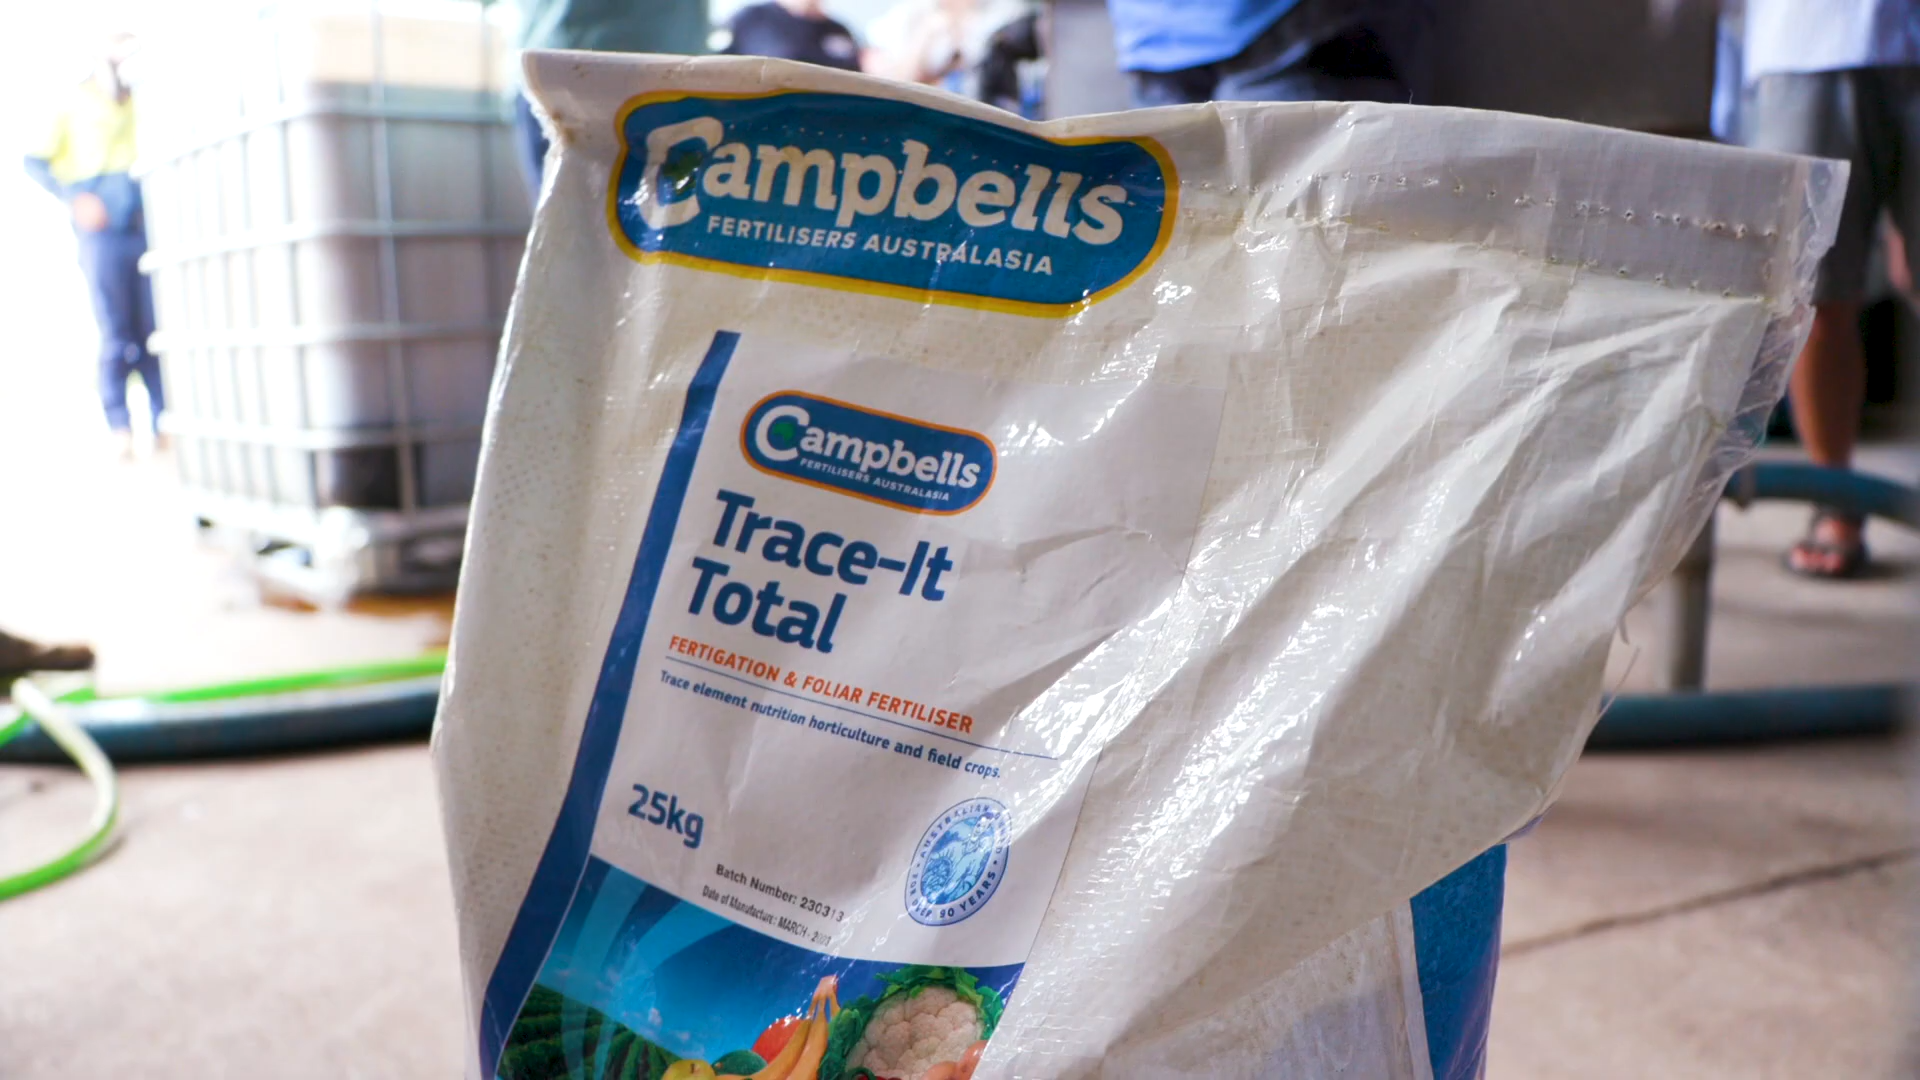 Campbells
FERTILISERS AUSTRALASIA
Campbells
FERTILISERS AUSTRALASIA
Trace-It
Total
FERTIGATION & FOLIAR FERTILISER
Trace element nutrition horticulture and field crops.
25kg
AUSTRALIAN
90 YEARS
Batch Number: 230313
Date of Manufacture: MARCH -